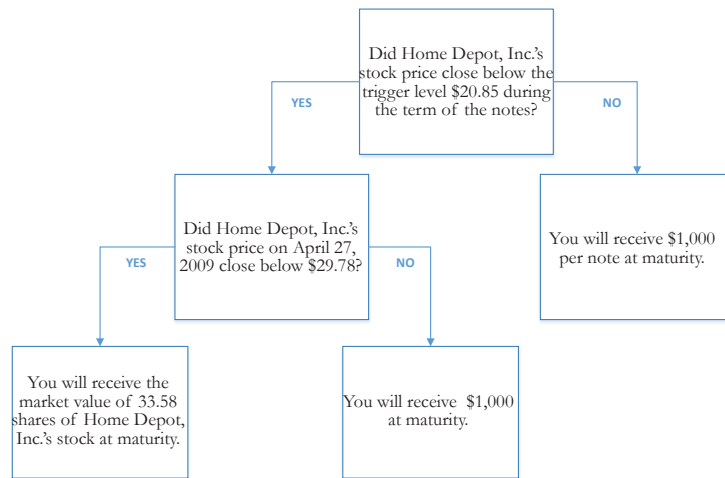 Did Home Depot, Inc.'s
stock price close below the
trigger level $20.85 during
the term of the notes?
YES
NO
Did Home Depot, Inc.'s
stock price on April 27,
2009 close below $29.78?
You will receive $1,000
per note at maturity.
YES
NO
You will receive the
market value of 33.58
shares of Home Depot,
Inc.'s stock at maturity.
You will receive $1,000
at maturity.